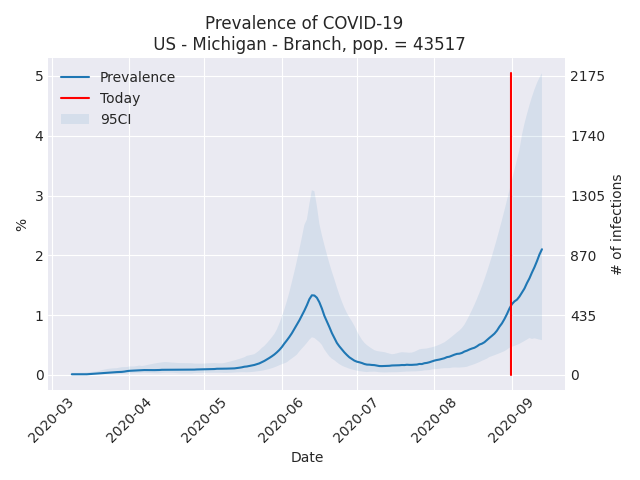 Prevalence of COVID-19
US - Michigan - Branch, pop. = 43517
Prevalence
Today
95CI
5
4
3
2
1
0
%
2175
1740
1305
870
435
0
# of infections
2020-03
2020-04
2020-05
2020-06
2020-07
2020-08
2020-09
Date